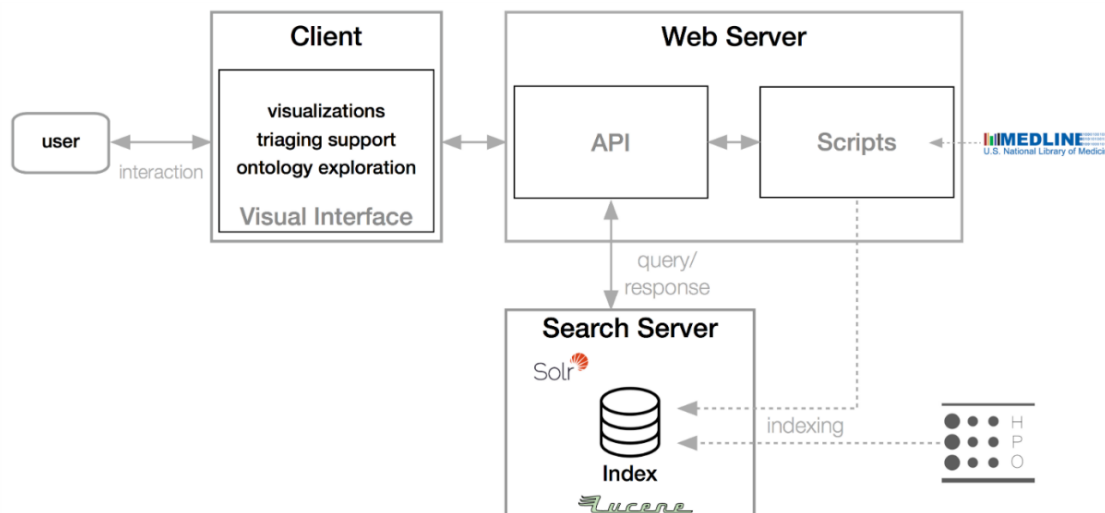 Client
Web Server
visualizations
triaging support
ontology exploration
Visual Interface
user
interaction
API
Scripts
MEDLINE
U.S. National Library of Medicin
query/
response
Search Server
Solr
Index
Lucene
indexing
H
P
O